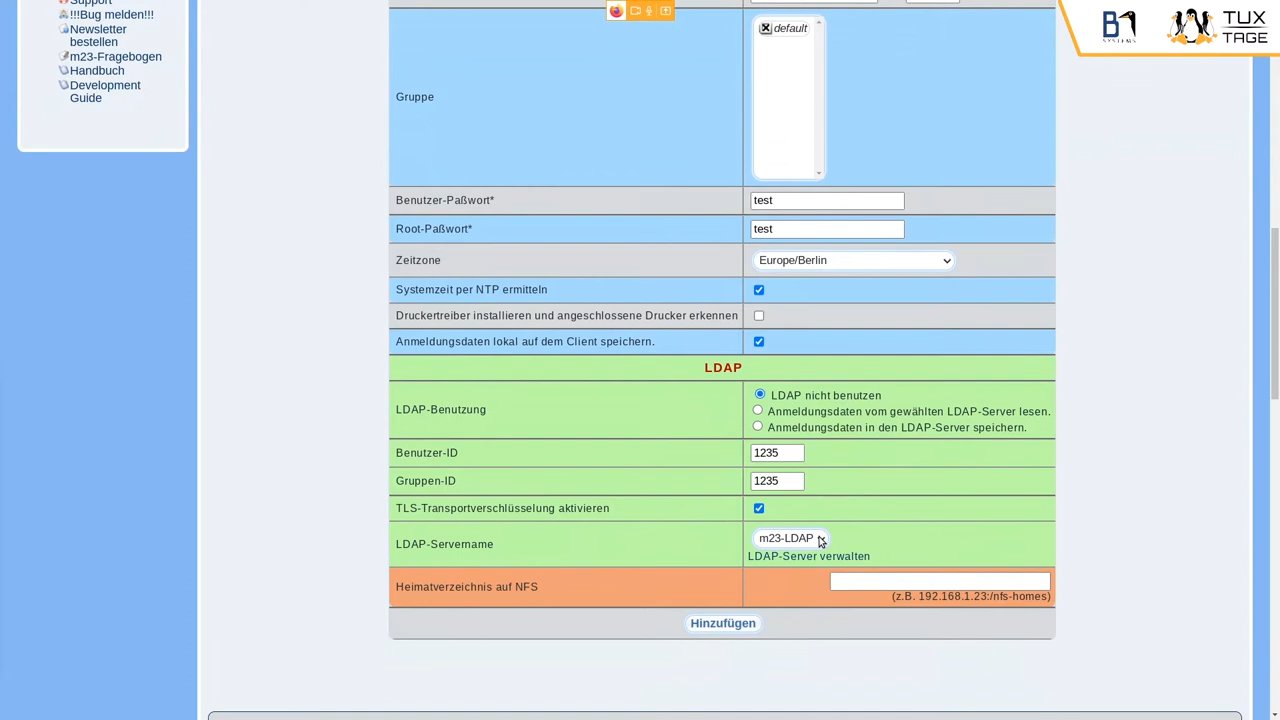 Support
!!!Bug melden!!!
Newsletter
bestellen
m23-Fragebogen
Handbuch
Development
Guide
B1
SYSTEMS
TUX
TAGE
Gruppe
default
Benutzer-Paßwort*
test
Root-Paßwort*
test
Zeitzone
Europe/Berlin
Systemzeit per NTP ermitteln
Druckertreiber installieren und angeschlossene Drucker erkennen
Anmeldungsdaten lokal auf dem Client speichern.
LDAP
LDAP-Benutzung
LDAP nicht benutzen
Anmeldungsdaten vom gewählten LDAP-Server lesen.
Anmeldungsdaten in den LDAP-Server speichern.
Benutzer-ID
1235
Gruppen-ID
1235
TLS-Transportverschlüsselung aktivieren
LDAP-Servername
m23-LDAP
LDAP-Server verwalten
Heimatverzeichnis auf NFS
(z.B. 192.168.1.23:/nfs-homes)
Hinzufügen